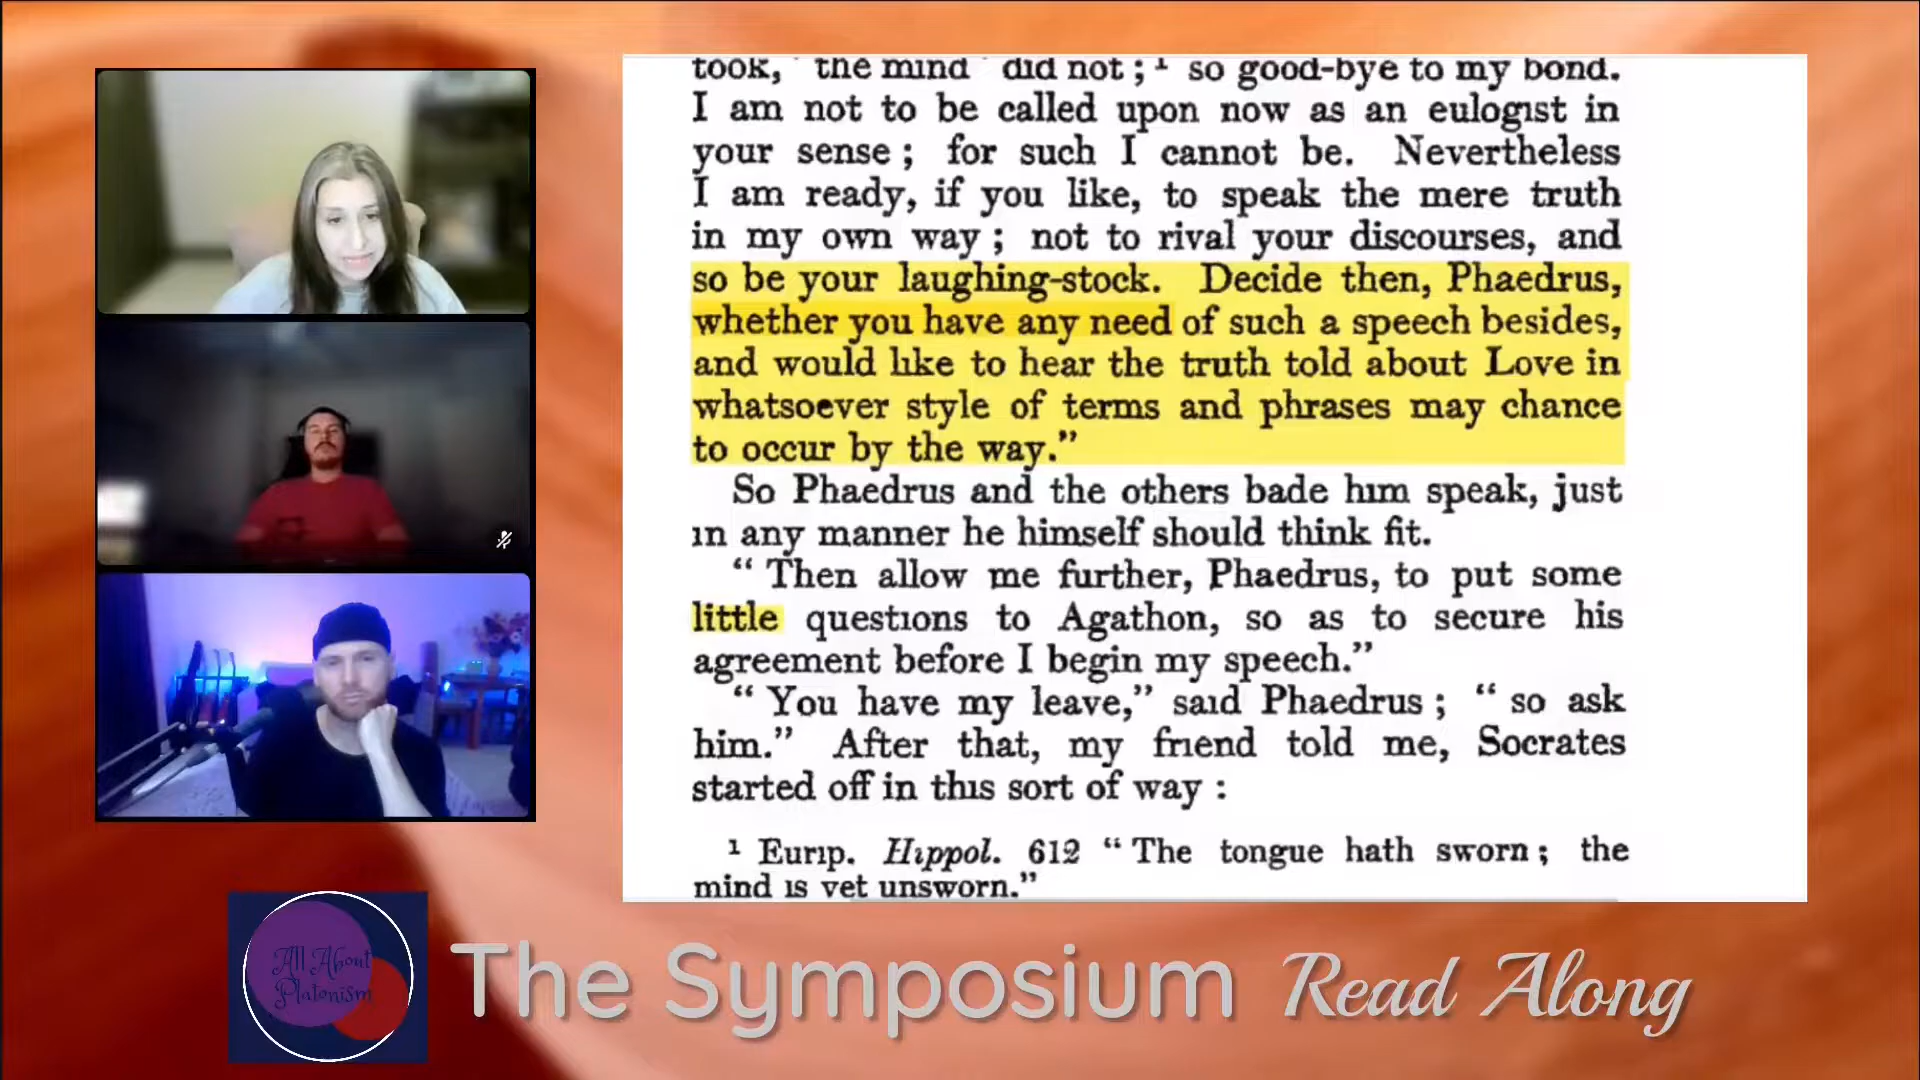 took, ‘ the mind ’ did not ; ¹ so good-bye to my bond.
I am not to be called upon now as an eulogist in
your sense ; for such I cannot be. Nevertheless
I am ready, if you like, to speak the mere truth
in my own way ; not to rival your discourses, and
so be your laughing-stock. Decide then, Phaedrus,
whether you have any need of such a speech besides,
and would like to hear the truth told about Love in
whatsoever style of terms and phrases may chance
to occur by the way.”
So Phaedrus and the others bade him speak, just
in any manner he himself should think fit.
“ Then allow me further, Phaedrus, to put some
little questions to Agathon, so as to secure his
agreement before I begin my speech.”
“ You have my leave,” said Phaedrus ; “ so ask
him.” After that, my friend told me, Socrates
started off in this sort of way :
¹ Eurip. Hippol. 612 “ The tongue hath sworn ; the
mind is yet unsworn.”
All About
Platonism
The Symposium Read Along